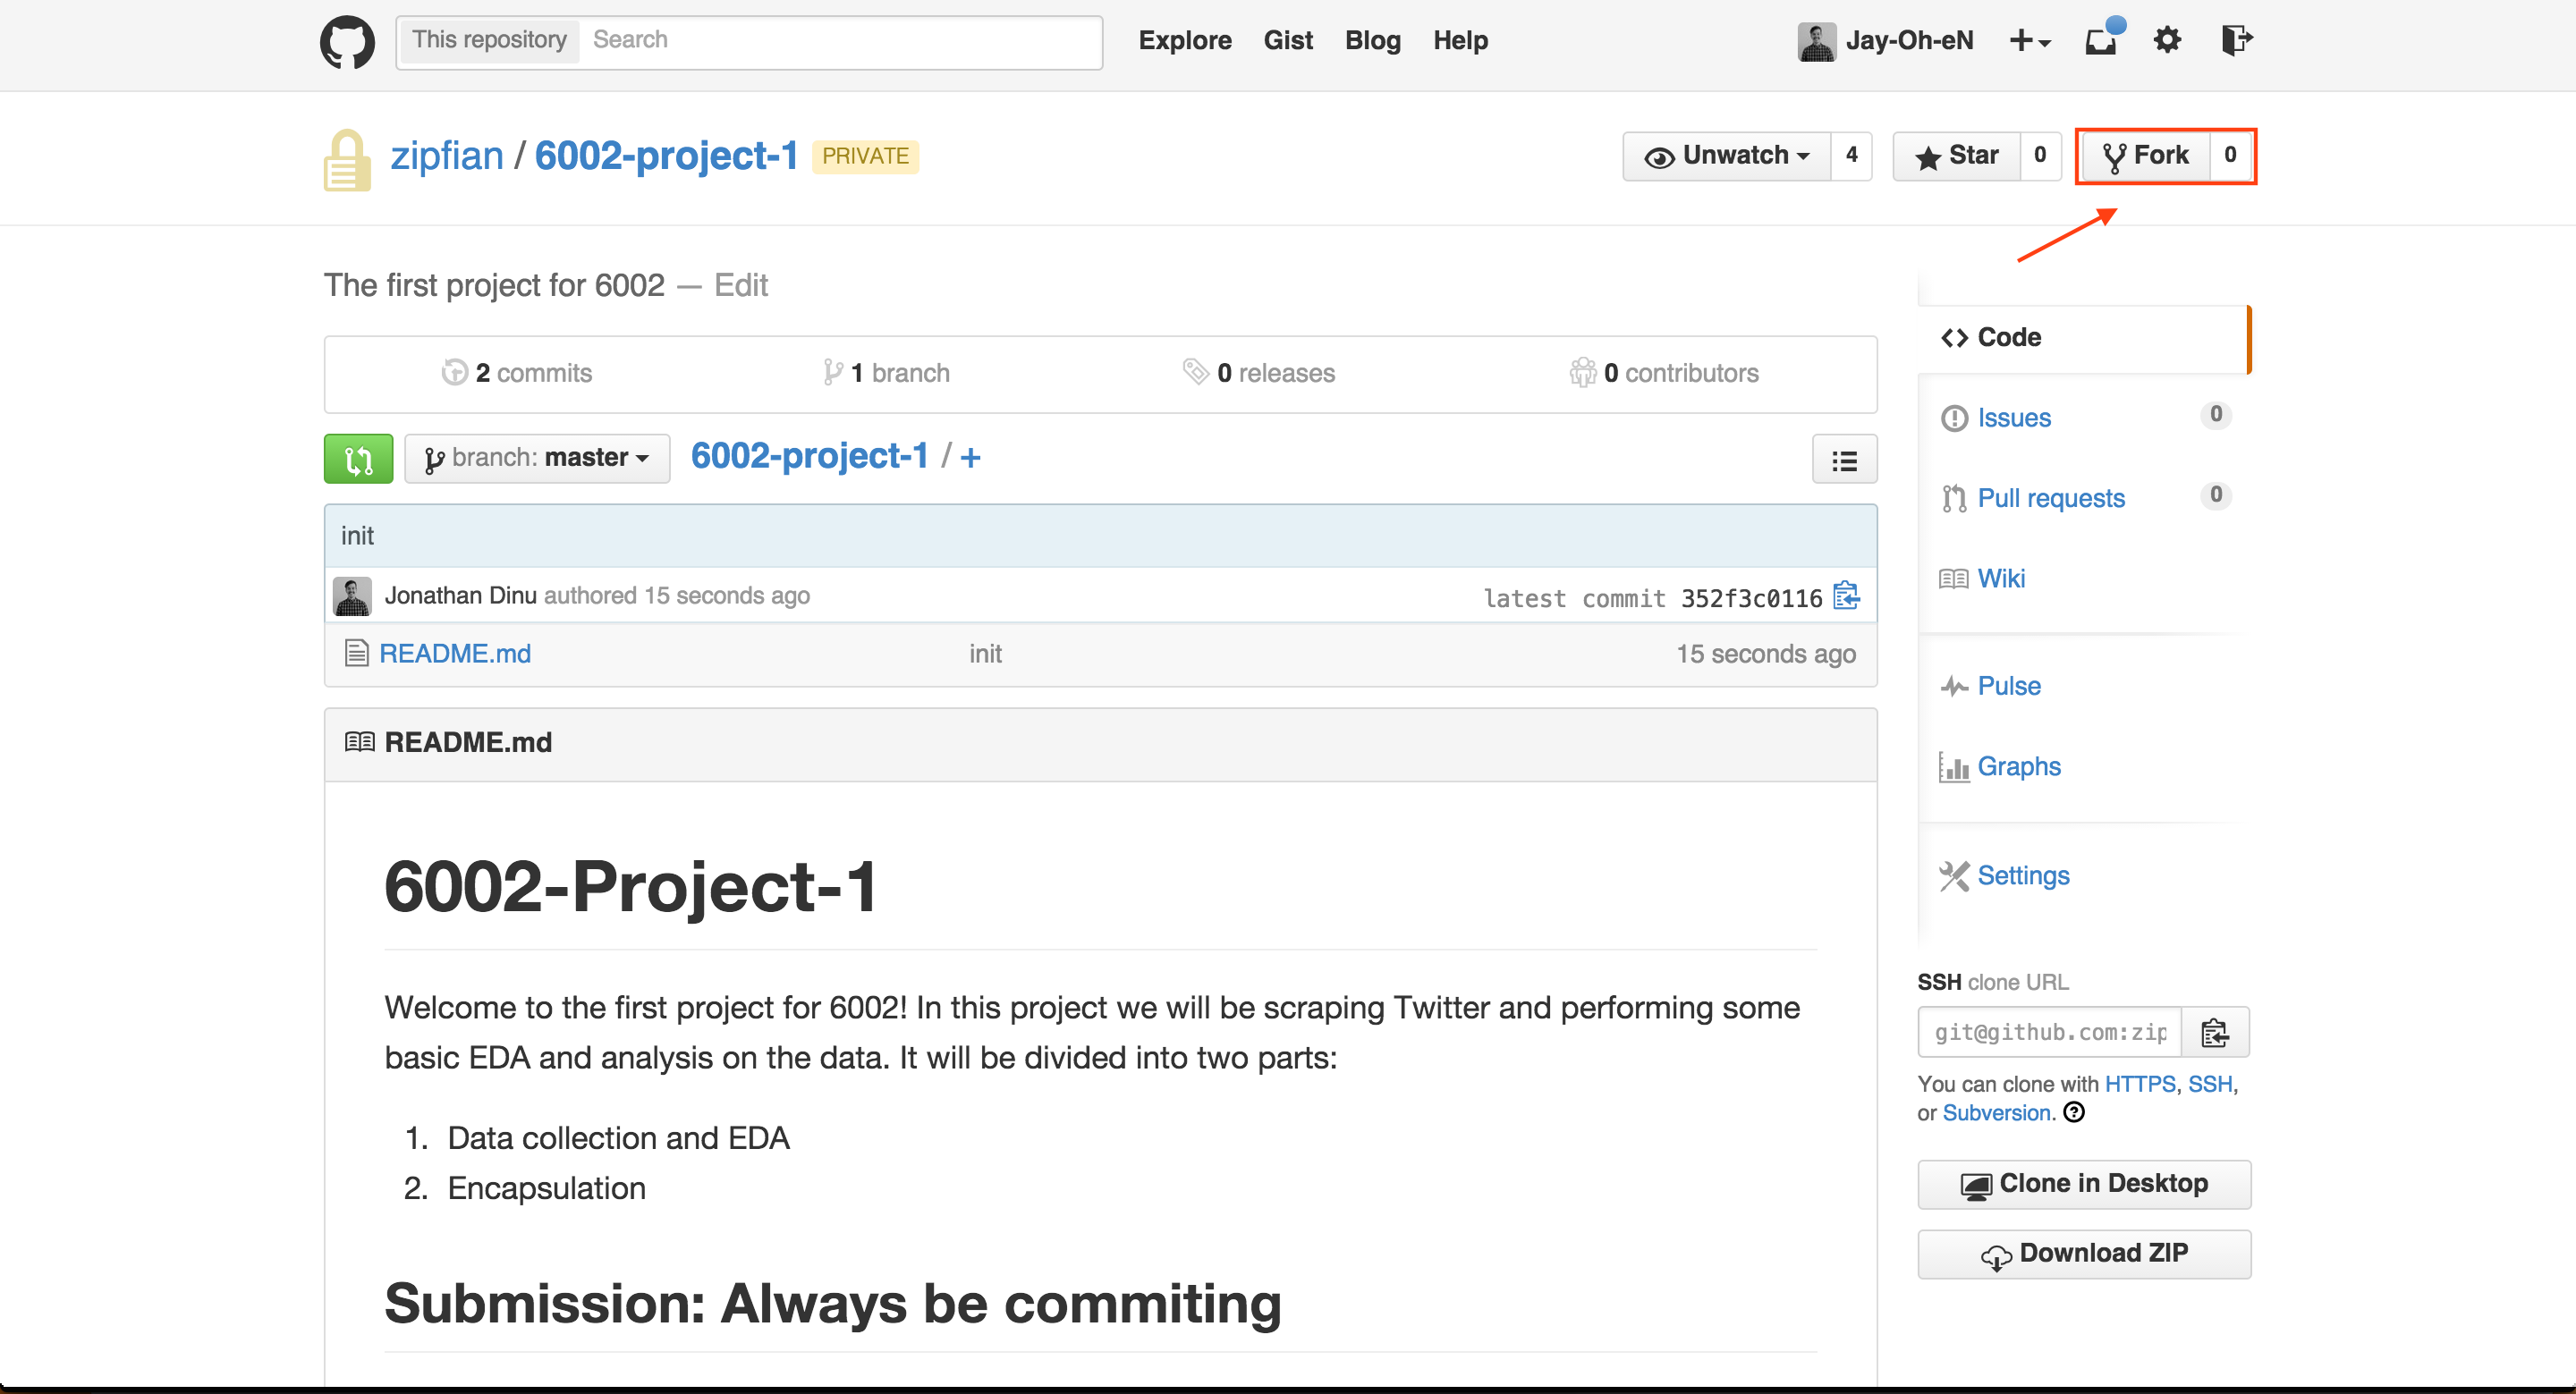 This repository Search Explore Gist Blog Help Jay-Oh-eN
zipfian / 6002-project-1 PRIVATE Unwatch 4 Star 0 Fork 0
The first project for 6002 — Edit
2 commits 1 branch 0 releases 0 contributors
branch: master 6002-project-1 / +
init
Jonathan Dinu authored 15 seconds ago latest commit 352f3c0116
README.md init 15 seconds ago
README.md
6002-Project-1
Welcome to the first project for 6002! In this project we will be scraping Twitter and performing some
basic EDA and analysis on the data. It will be divided into two parts:
1. Data collection and EDA
2. Encapsulation
Submission: Always be commiting
Code
Issues 0
Pull requests 0
Wiki
Pulse
Graphs
Settings
SSH clone URL
git@github.com:zip
You can clone with HTTPS, SSH,
or Subversion.
Clone in Desktop
Download ZIP